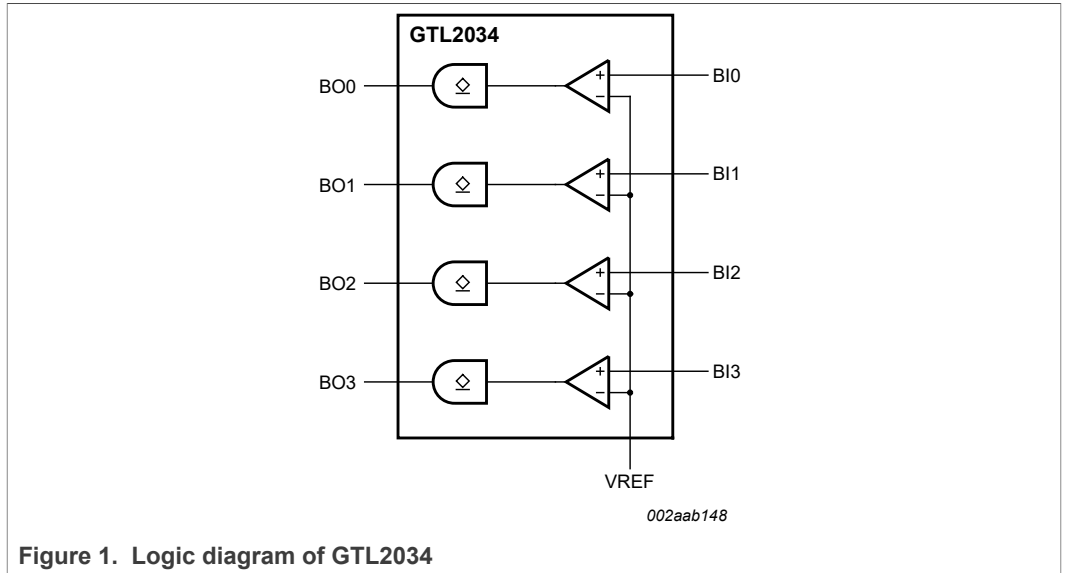 GTL2034
BO0
+
−
BI0
BO1
+
−
BI1
BO2
+
−
BI2
BO3
+
−
BI3
VREF
002aab148
Figure 1. Logic diagram of GTL2034